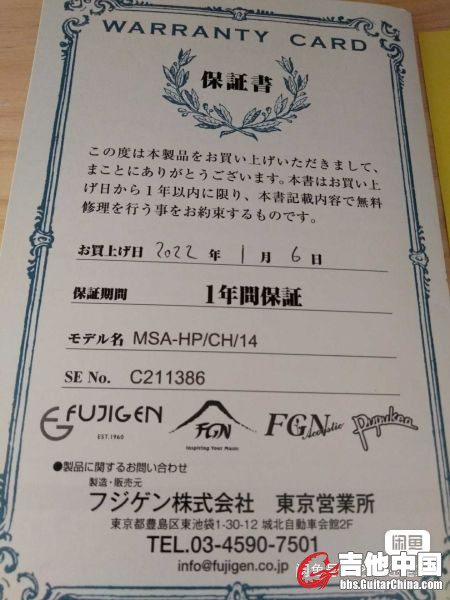 WARRANTY CARD
保証書
この度は本製品をお買い上げいただきまして、
まことにありがとうございます。本書はお買い上
げ日から1年以内に限り、本書記載内容で無料
修理を行う事をお約束するものです。
お買上げ日 2022 年 1 月 6 日
保証期間 1年間保証
モデル名 MSA-HP/CH/14
SE No. C211386
FUJIGEN EST.1960
FGN Inspiring Your Music
FGN Acoustic
●製品に関するお問い合わせ
製造・販売元
フジゲン株式会社 東京営業所
東京都豊島区東池袋1-30-12 城北自動車会館2F
TEL.03-4590-7501
info@fujigen.co.jp
闲鱼
吉他中国
bbs.GuitarChina.com